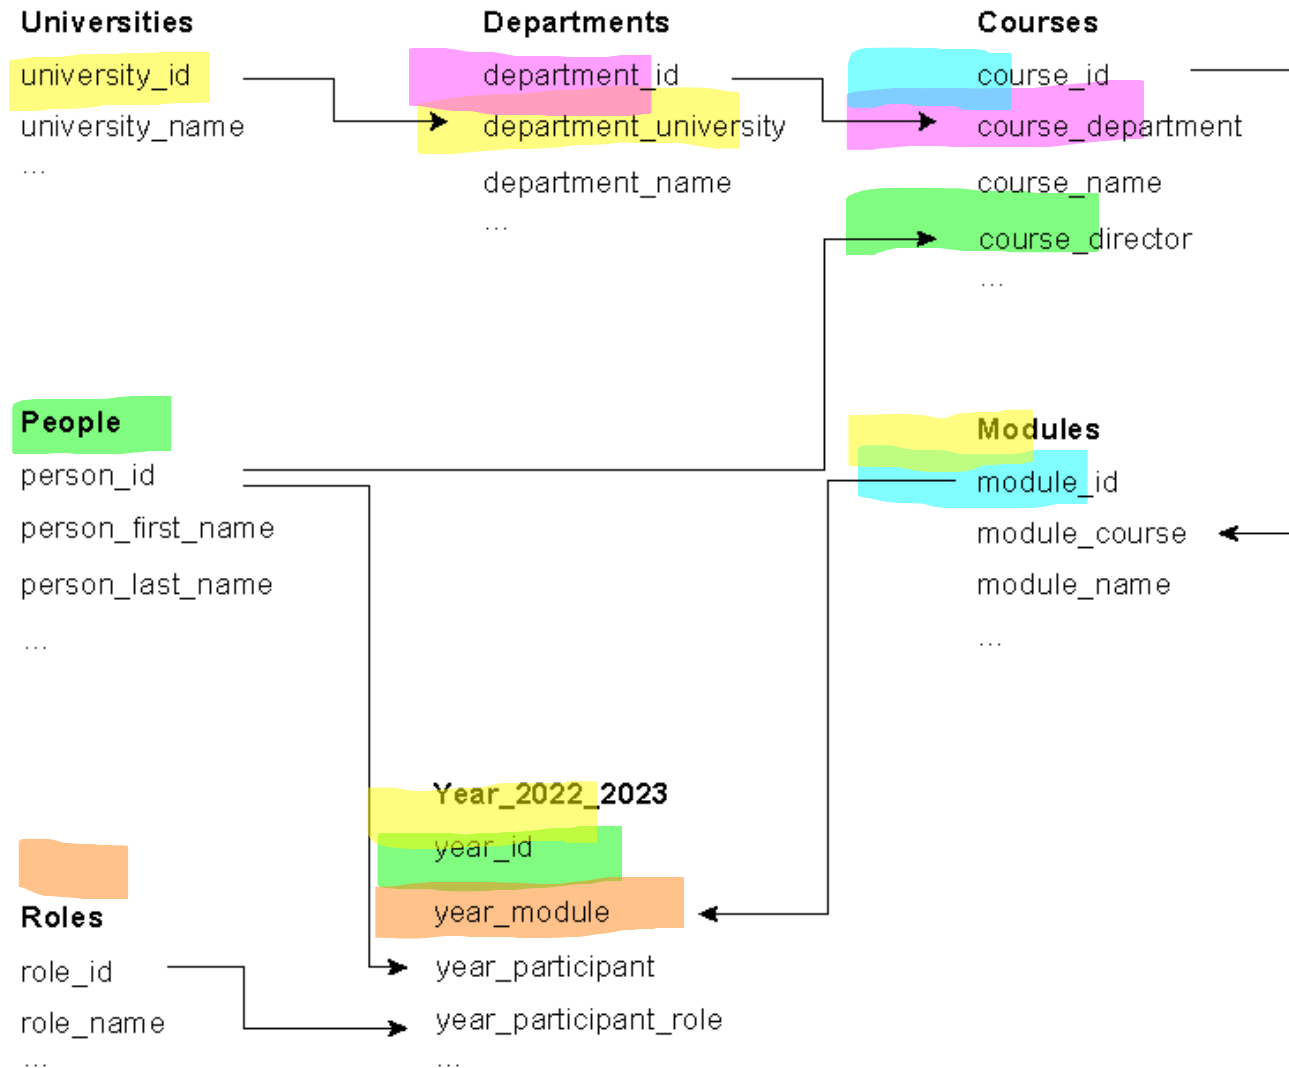 Universities
university_id
university_name
...
Departments
department_id
department_university
department_name
...
Courses
course_id
course_department
course_name
course_director
...
People
person_id
person_first_name
person_last_name
...
Modules
module_id
module_course
module_name
...
Roles
role_id
role_name
...
Year_2022_2023
year_id
year_module
year_participant
year_participant_role
...